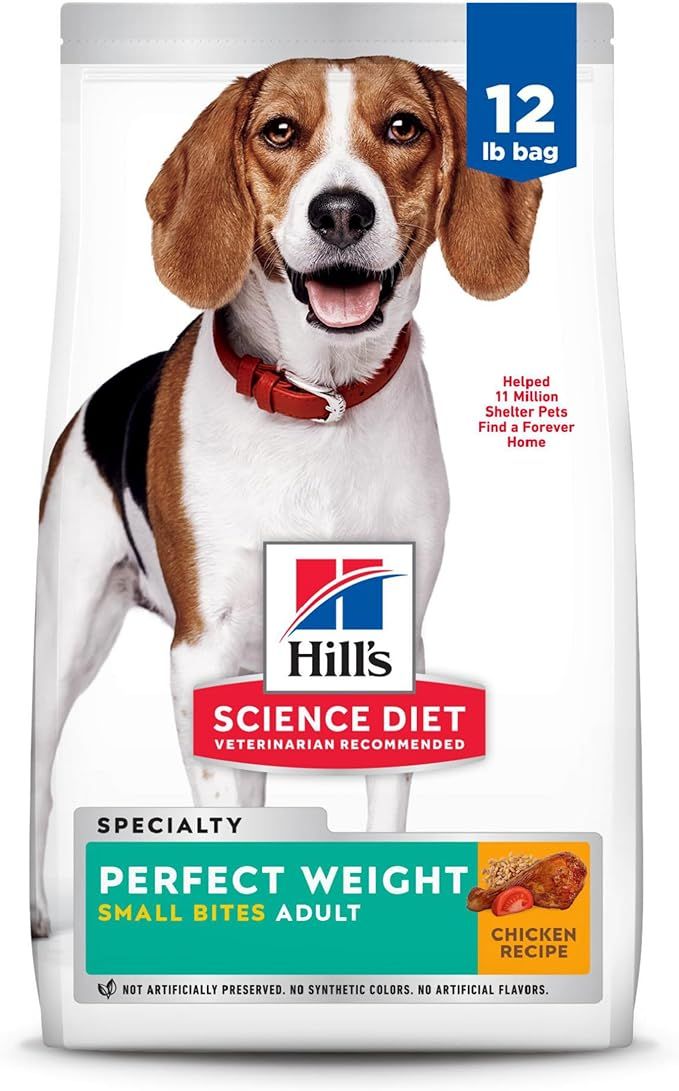 12
lb bag
Helped
11 Million
Shelter Pets
Find a Forever
Home
Hill's
SCIENCE DIET
VETERINARIAN RECOMMENDED
SPECIALTY
PERFECT WEIGHT
SMALL BITES ADULT
CHICKEN
RECIPE
NOT ARTIFICIALLY PRESERVED. NO SYNTHETIC COLORS. NO ARTIFICIAL FLAVORS.